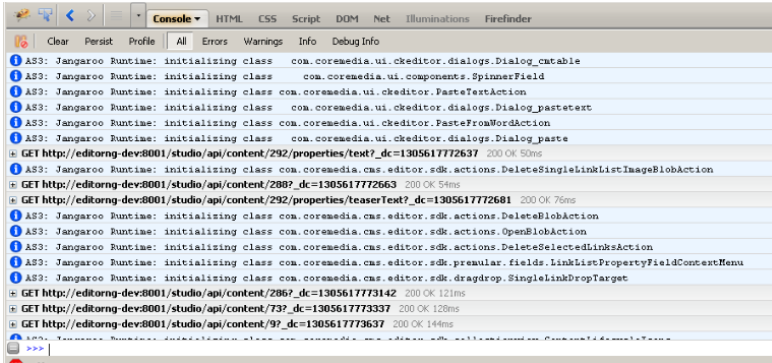 Console HTML CSS Script DOM Net Illuminations Firefinder
Clear Persist Profile All Errors Warnings Info Debug Info
AS3: Jangaroo Runtime: initializing class com.coremedia.ui.ckeditor.dialogs.Dialog_cmtable
AS3: Jangaroo Runtime: initializing class com.coremedia.ui.components.SpinnerField
AS3: Jangaroo Runtime: initializing class com.coremedia.ui.ckeditor.PasteTextAction
AS3: Jangaroo Runtime: initializing class com.coremedia.ui.ckeditor.dialogs.Dialog_pastetext
AS3: Jangaroo Runtime: initializing class com.coremedia.ui.ckeditor.PasteFromWordAction
AS3: Jangaroo Runtime: initializing class com.coremedia.ui.ckeditor.dialogs.Dialog_paste
GET http://editorng-dev:8001/studio/api/content/292/properties/text?_dc=1305617772637 200 OK 50ms
AS3: Jangaroo Runtime: initializing class com.coremedia.cms.editor.sdk.actions.DeleteSingleLinkListImageBlobAction
GET http://editorng-dev:8001/studio/api/content/288?_dc=1305617772663 200 OK 54ms
GET http://editorng-dev:8001/studio/api/content/292/properties/teaserText?_dc=1305617772681 200 OK 76ms
AS3: Jangaroo Runtime: initializing class com.coremedia.cms.editor.sdk.actions.DeleteBlobAction
AS3: Jangaroo Runtime: initializing class com.coremedia.cms.editor.sdk.actions.OpenBlobAction
AS3: Jangaroo Runtime: initializing class com.coremedia.cms.editor.sdk.actions.DeleteSelectedLinksAction
AS3: Jangaroo Runtime: initializing class com.coremedia.cms.editor.sdk.premular.fields.LinkListPropertyFieldContextMenu
AS3: Jangaroo Runtime: initializing class com.coremedia.cms.editor.sdk.dragdrop.SingleLinkDropTarget
GET http://editorng-dev:8001/studio/api/content/286?_dc=1305617773142 200 OK 121ms
GET http://editorng-dev:8001/studio/api/content/73?_dc=1305617773337 200 OK 128ms
GET http://editorng-dev:8001/studio/api/content/9?_dc=1305617773637 200 OK 144ms
>>>